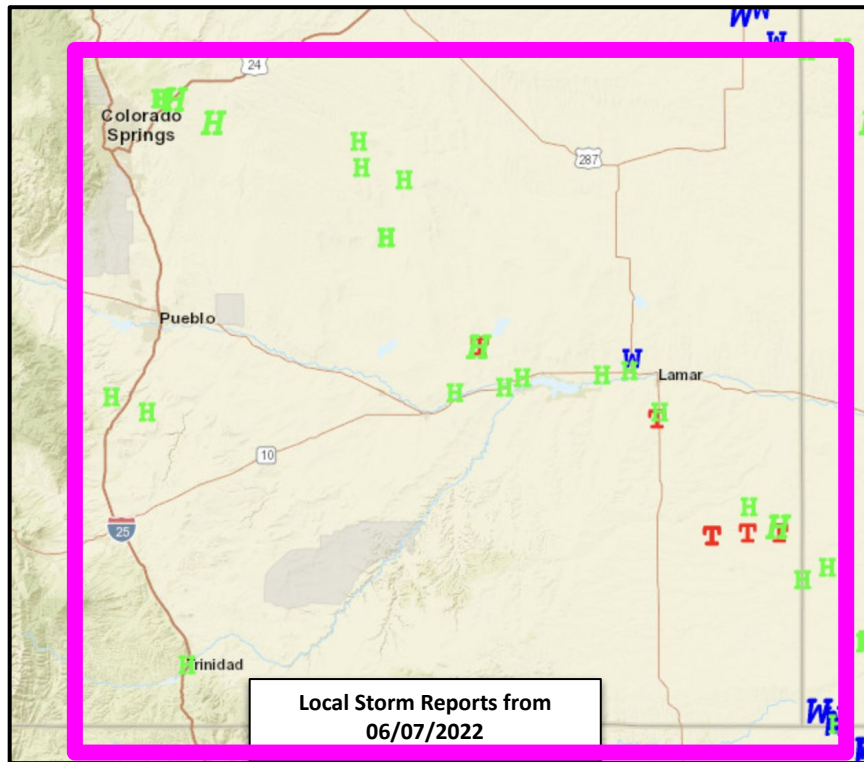 W W
W
24
H H
Colorado
Springs
H
H
H
H
287
H
Pueblo
H
W
H H
Lamar
H H H
H
H
H
T
10
H
H
T T T
25
H
H
H
Trinidad
W
Local Storm Reports from
06/07/2022